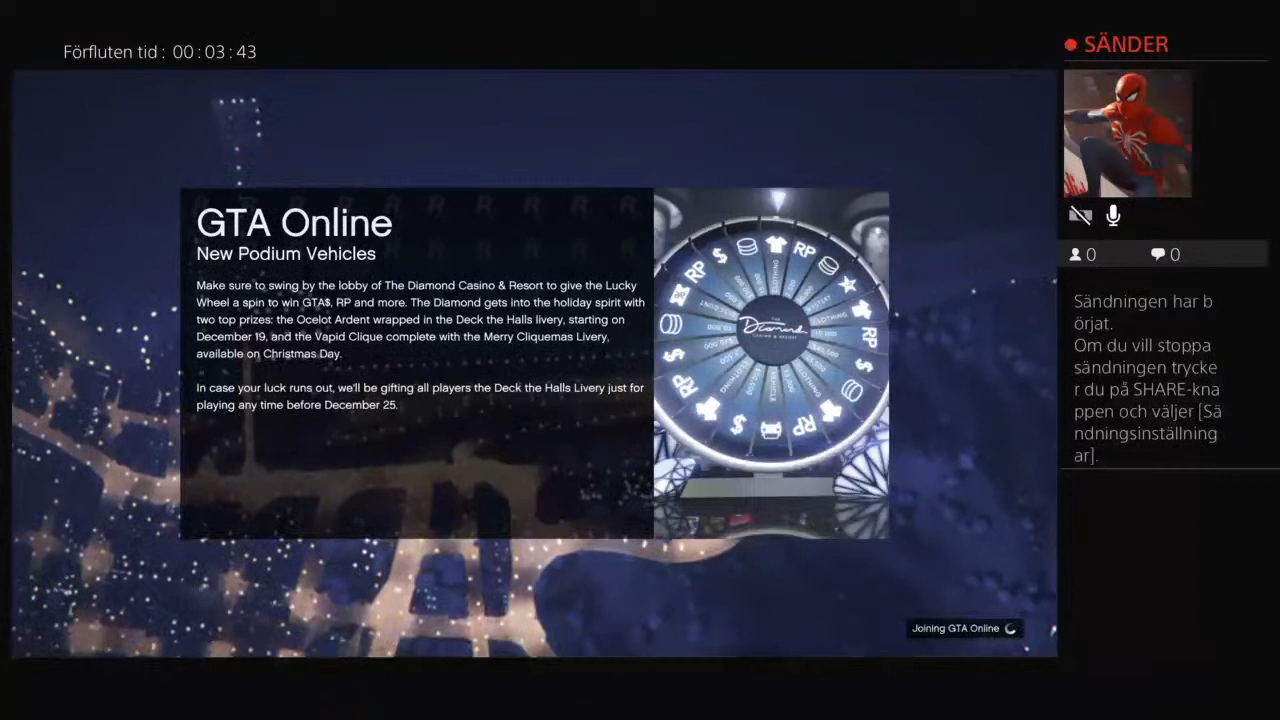 Förfluten tid : 00:03:43
SÄNDER
GTA Online
New Podium Vehicles
Make sure to swing by the lobby of The Diamond Casino & Resort to give the Lucky
Wheel a spin to win GTA$, RP and more. The Diamond gets into the holiday spirit with
two top prizes: the Ocelot Ardent wrapped in the Deck the Halls livery, starting on
December 19, and the Vapid Clique complete with the Merry Cliquemas Livery,
available on Christmas Day.
In case your luck runs out, we'll be gifting all players the Deck the Halls Livery just for
playing any time before December 25.
RP
$
RP
RP
$
RP
$
RP
$
THE
Diamond
CASINO & RESORT
CLOTHING
MYSTERY
CLOTHING
CLOTHING
VEHICLE
CLOTHING
0
0
Sändningen har b
örjat.
Om du vill stoppa
sändningen trycke
r du på SHARE-kna
ppen och väljer [Sä
ndningsinställning
ar].
Joining GTA Online